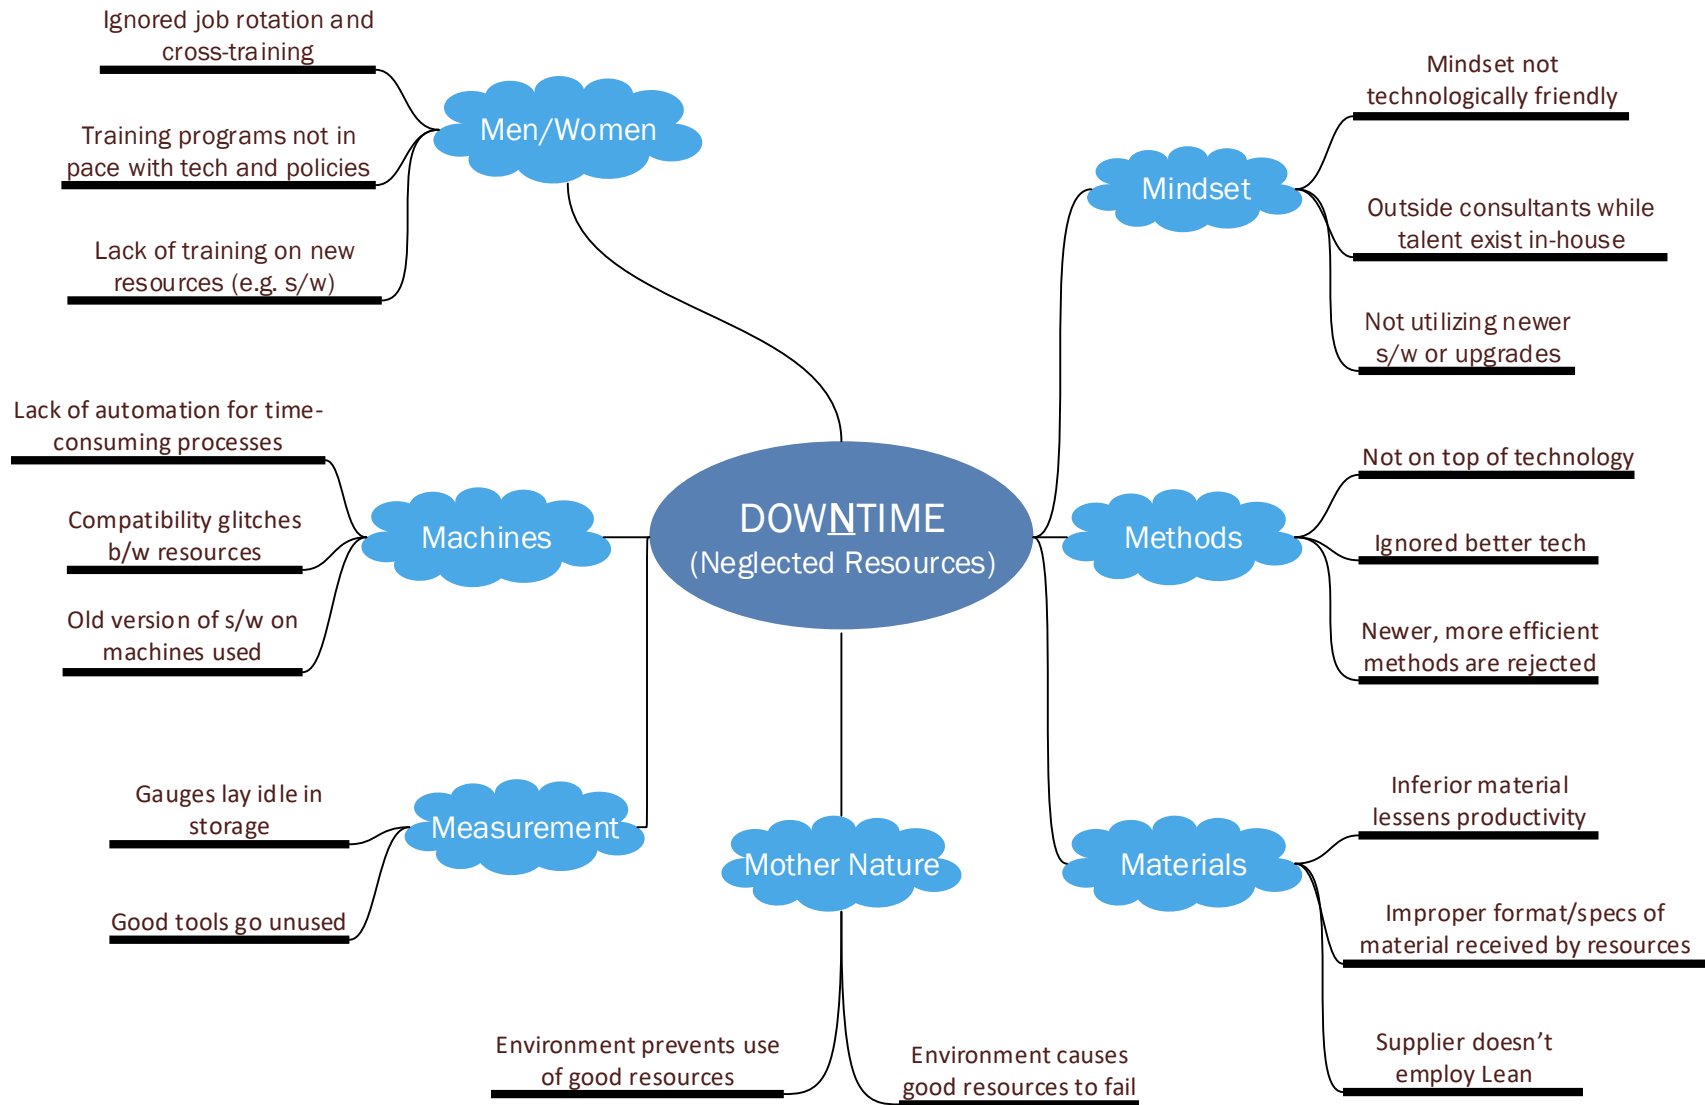 Ignored job rotation and
cross-training
Training programs not in
pace with tech and policies
Lack of training on new
resources (e.g. s/w)
Men/Women
Mindset
Mindset not
technologically friendly
Outside consultants while
talent exist in-house
Not utilizing newer
s/w or upgrades
Lack of automation for time-
consuming processes
Compatibility glitches
b/w resources
Old version of s/w on
machines used
Machines
DOWNTIME
(Neglected Resources)
Methods
Not on top of technology
Ignored better tech
Newer, more efficient
methods are rejected
Gauges lay idle in
storage
Good tools go unused
Measurement
Mother Nature
Environment prevents use
of good resources
Environment causes
good resources to fail
Materials
Inferior material
lessens productivity
Improper format/specs of
material received by resources
Supplier doesn’t
employ Lean